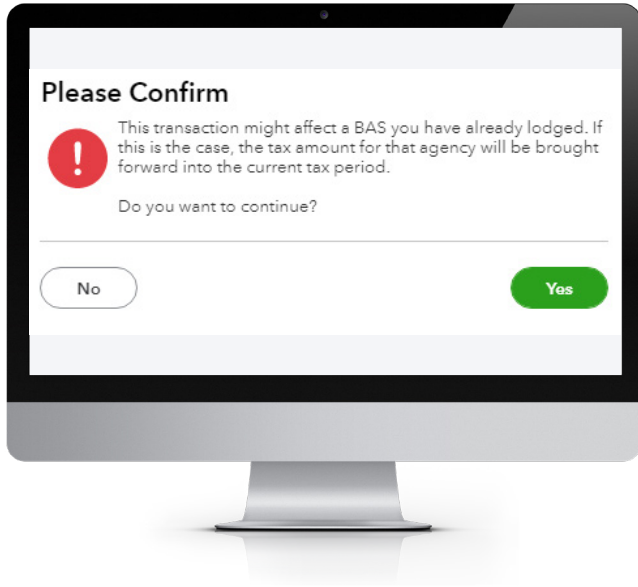 Please Confirm
This transaction might affect a BAS you have already lodged. If
this is the case, the tax amount for that agency will be brought
forward into the current tax period.
Do you want to continue?
No
Yes